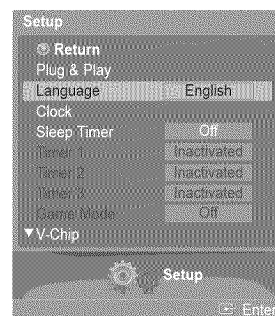 Setup
Return
Plug & Play
Language English
Clock
Sleep Timer Off
Timer 1 Inactivated
Timer 2 Inactivated
Timer 3 Inactivated
Game Mode Off
▼V-Chip
Setup
Enter